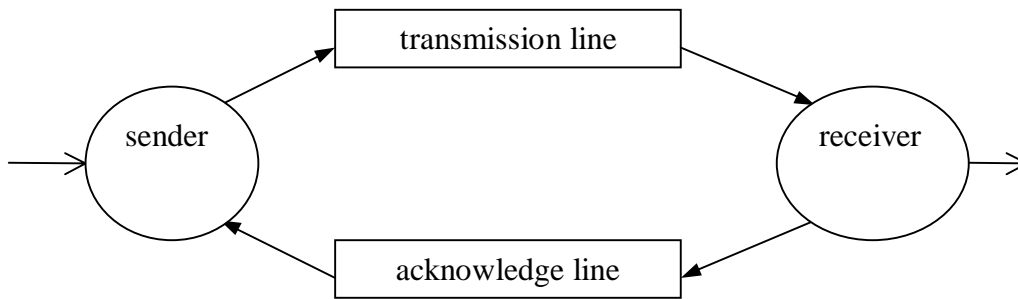 transmission line
sender
receiver
acknowledge line